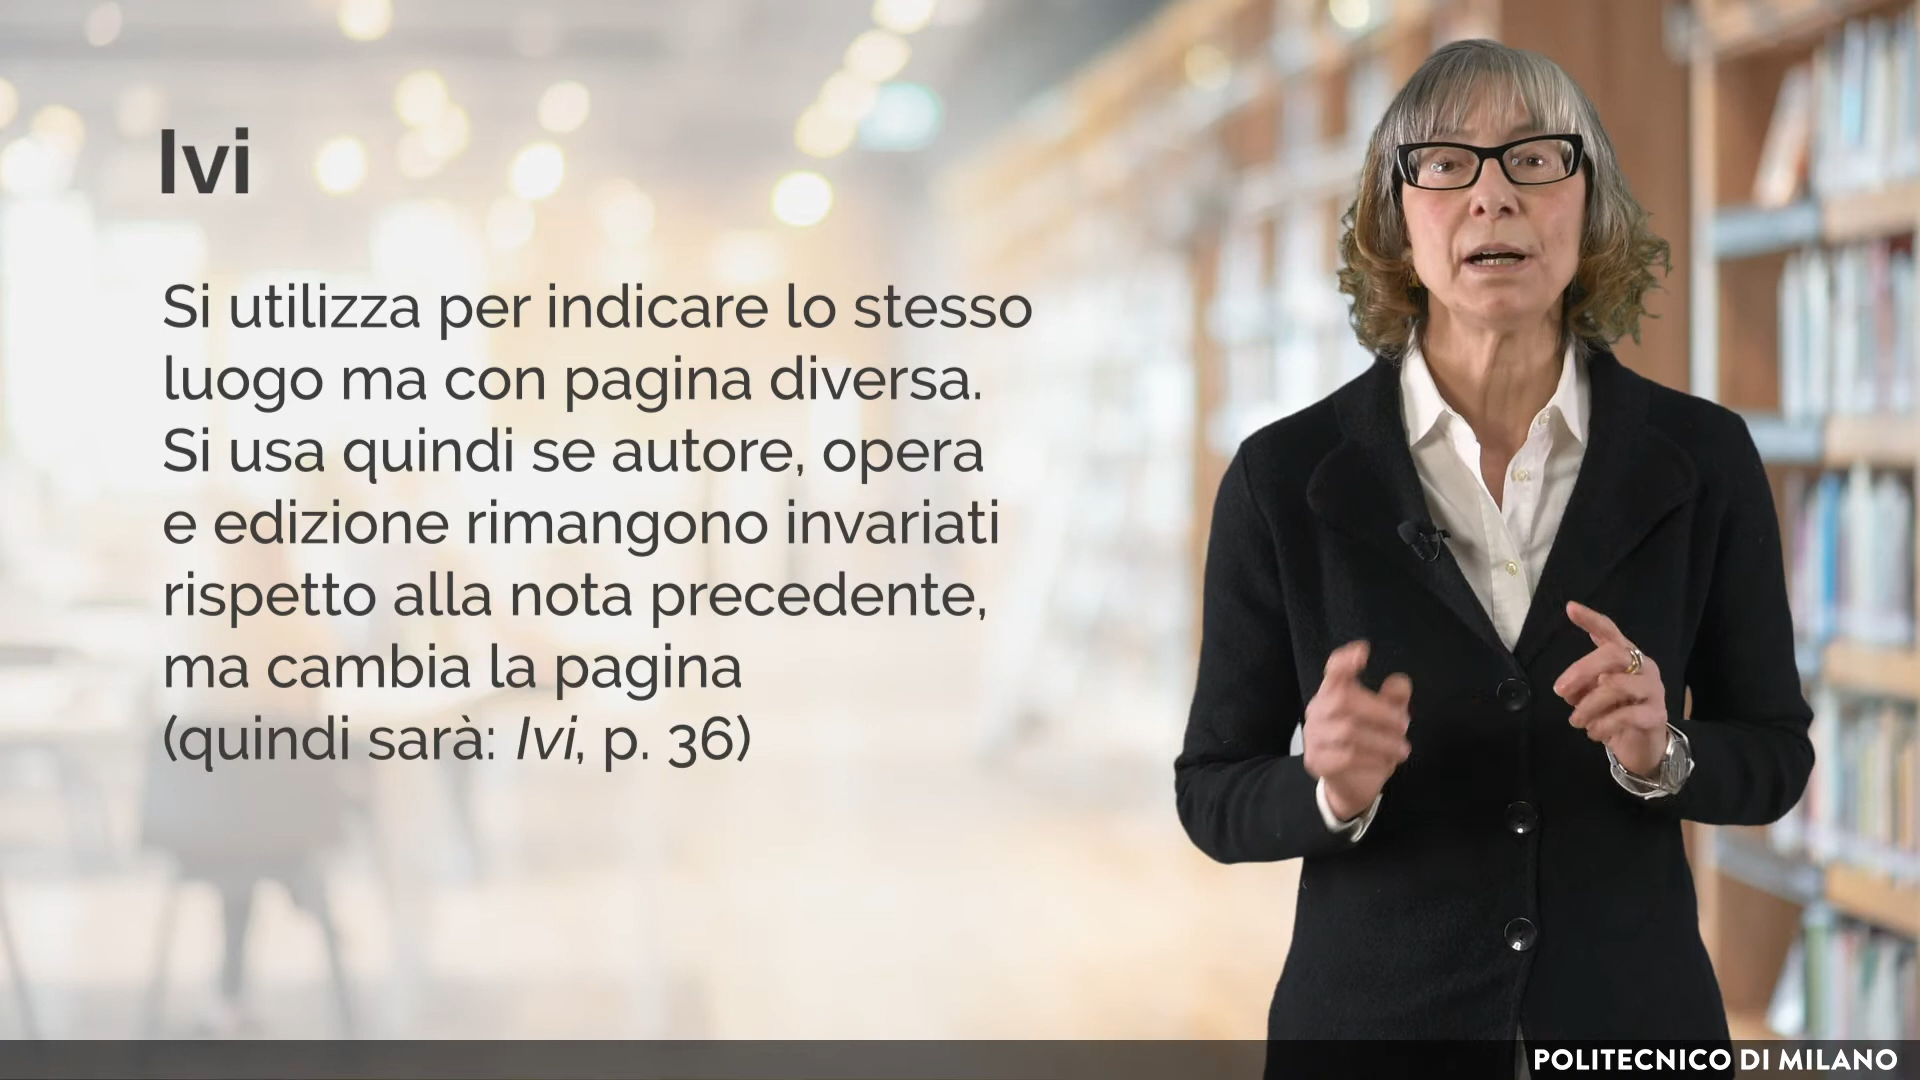 Ivi
Si utilizza per indicare lo stesso
luogo ma con pagina diversa.
Si usa quindi se autore, opera
e edizione rimangono invariati
rispetto alla nota precedente,
ma cambia la pagina
(quindi sarà: Ivi, p. 36)
POLITECNICO DI MILANO